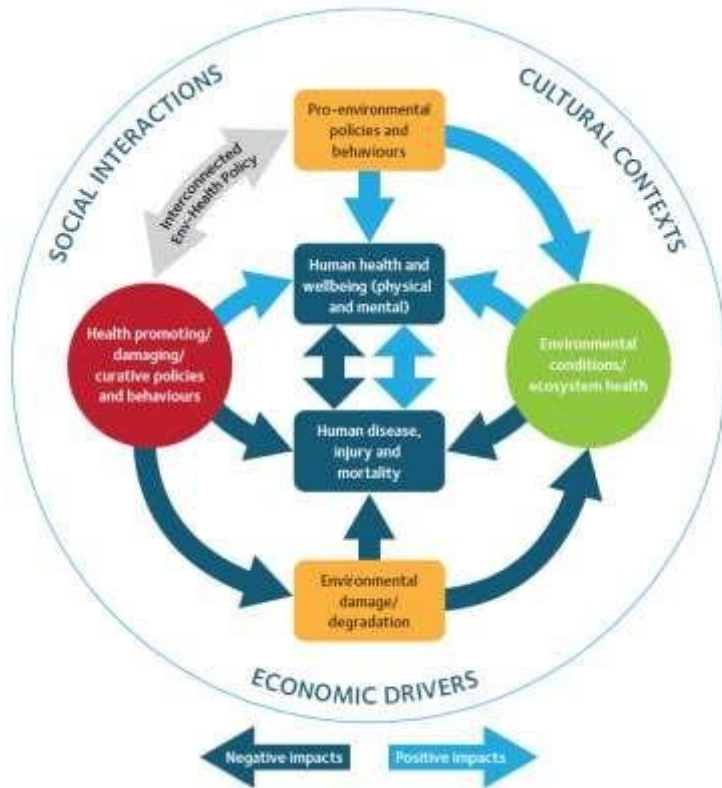 SOCIAL INTERACTIONS
CULTURAL CONTEXTS
Pro-environmental
policies and
behaviours
Interconnected
Env-Health Policy
Human health and
wellbeing (physical
and mental)
Health promoting/
damaging/
curative policies
and behaviours
Environmental
conditions/
ecosystem health
Human disease,
injury and
mortality
Environmental
damage/
degradation
ECONOMIC DRIVERS
Negative impacts
Positive impacts